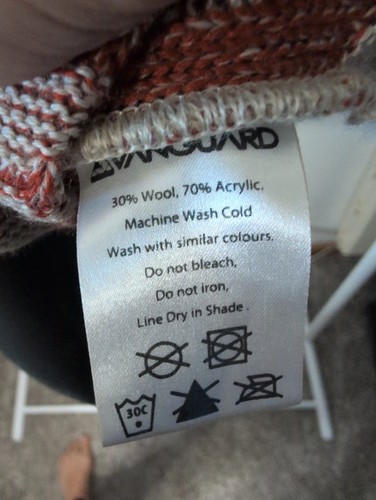 VANGUARD
30% Wool, 70% Acrylic.
Machine Wash Cold
Wash with similar colours.
Do not bleach,
Do not iron,
Line Dry in Shade .
30C